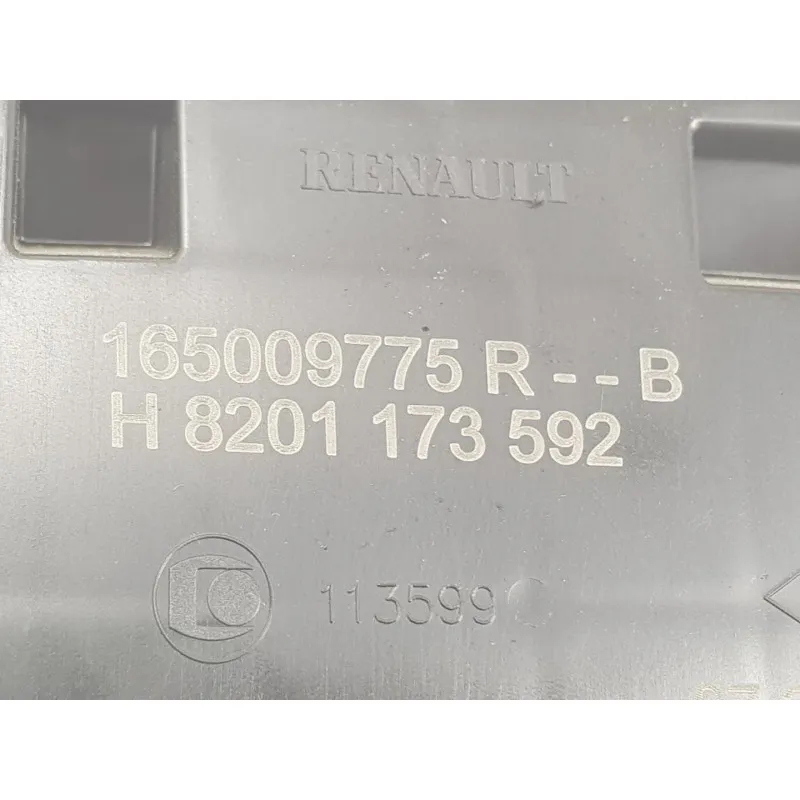 RENAULT
165009775 R - - B
H 8201 173 592
113599